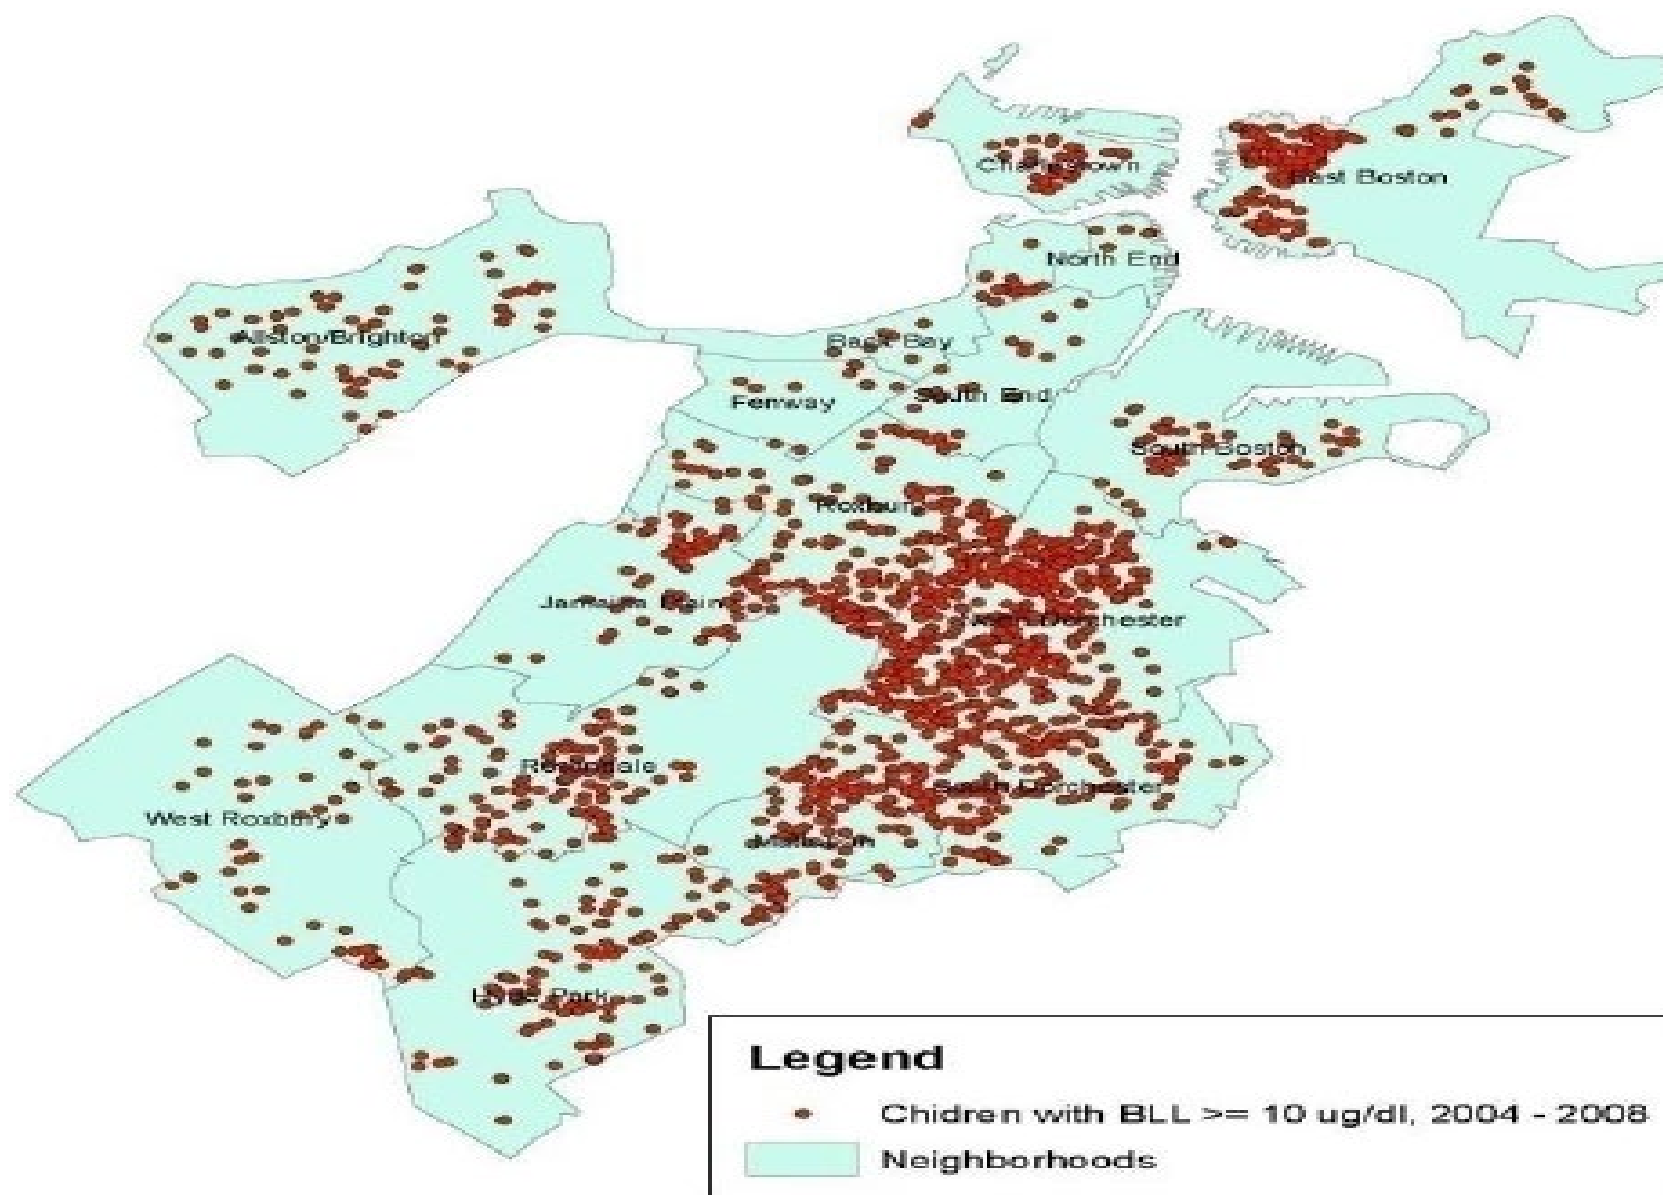 Charlestown
East Boston
North End
Allston/Brighton
Back Bay
Fenway
South End
South Boston
Roxbury
Jamaica Plain
North Dorchester
Roslindale
South Dorchester
West Roxbury
Mattapan
Hyde Park
Legend
Chidren with BLL >= 10 ug/dl, 2004 - 2008
Neighborhoods